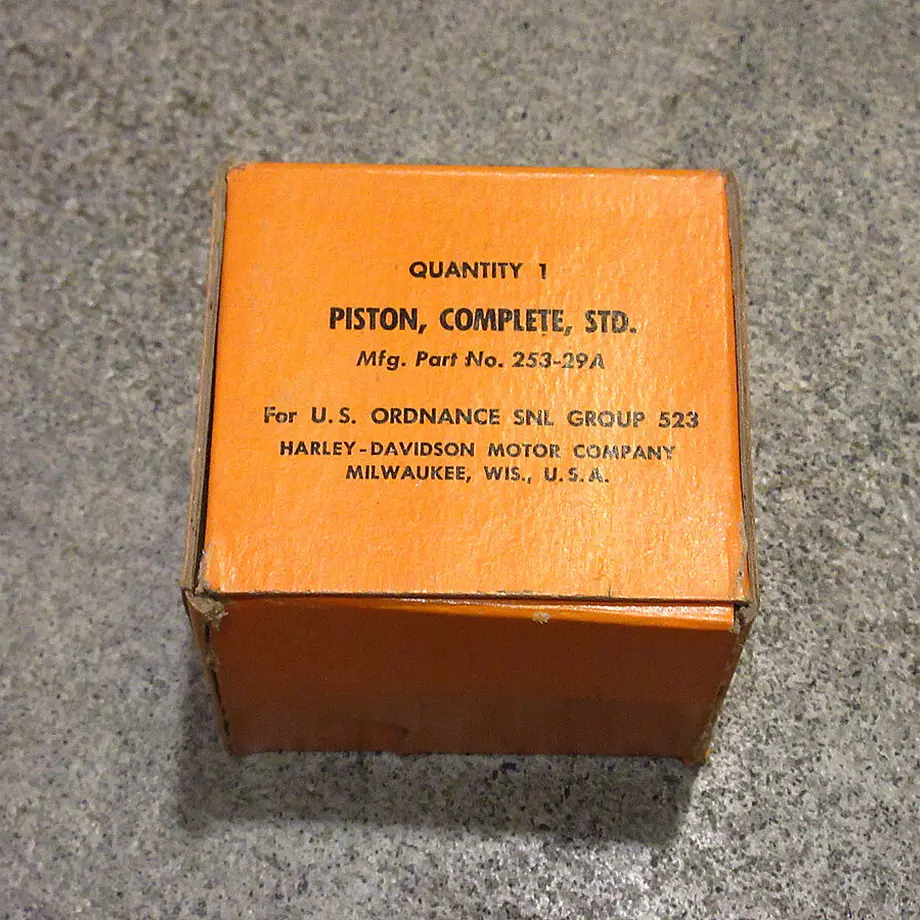 QUANTITY 1
PISTON, COMPLETE, STD.
Mfg. Part No. 253-29A
For U.S. ORDNANCE SNL GROUP 523
HARLEY-DAVIDSON MOTOR COMPANY
MILWAUKEE, WIS., U.S.A.